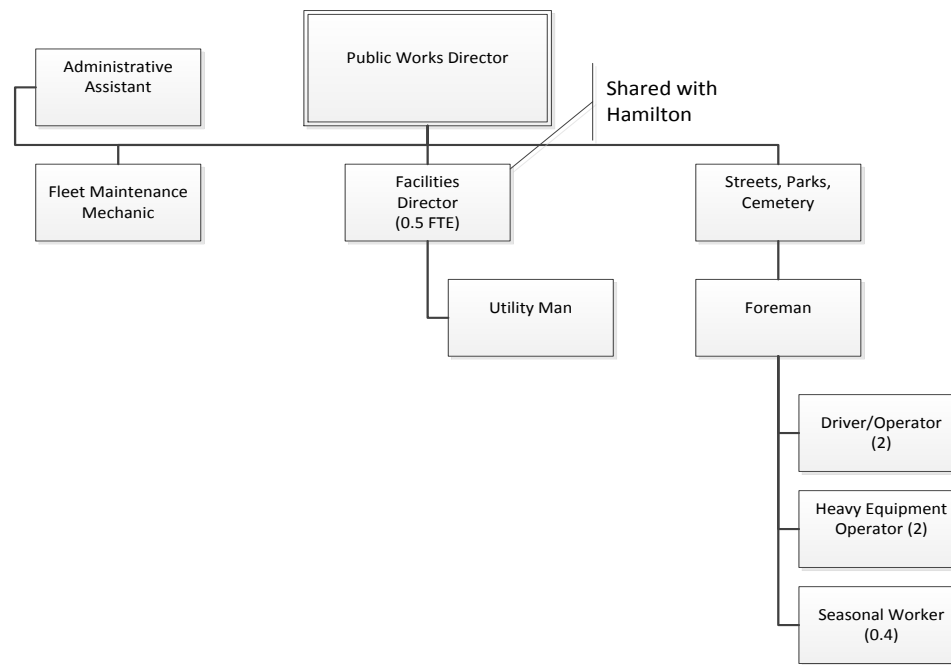 Public Works Director
Administrative
Assistant
Shared with
Hamilton
Fleet Maintenance
Mechanic
Facilities
Director
(0.5 FTE)
Streets, Parks,
Cemetery
Utility Man
Foreman
Driver/Operator
(2)
Heavy Equipment
Operator (2)
Seasonal Worker
(0.4)